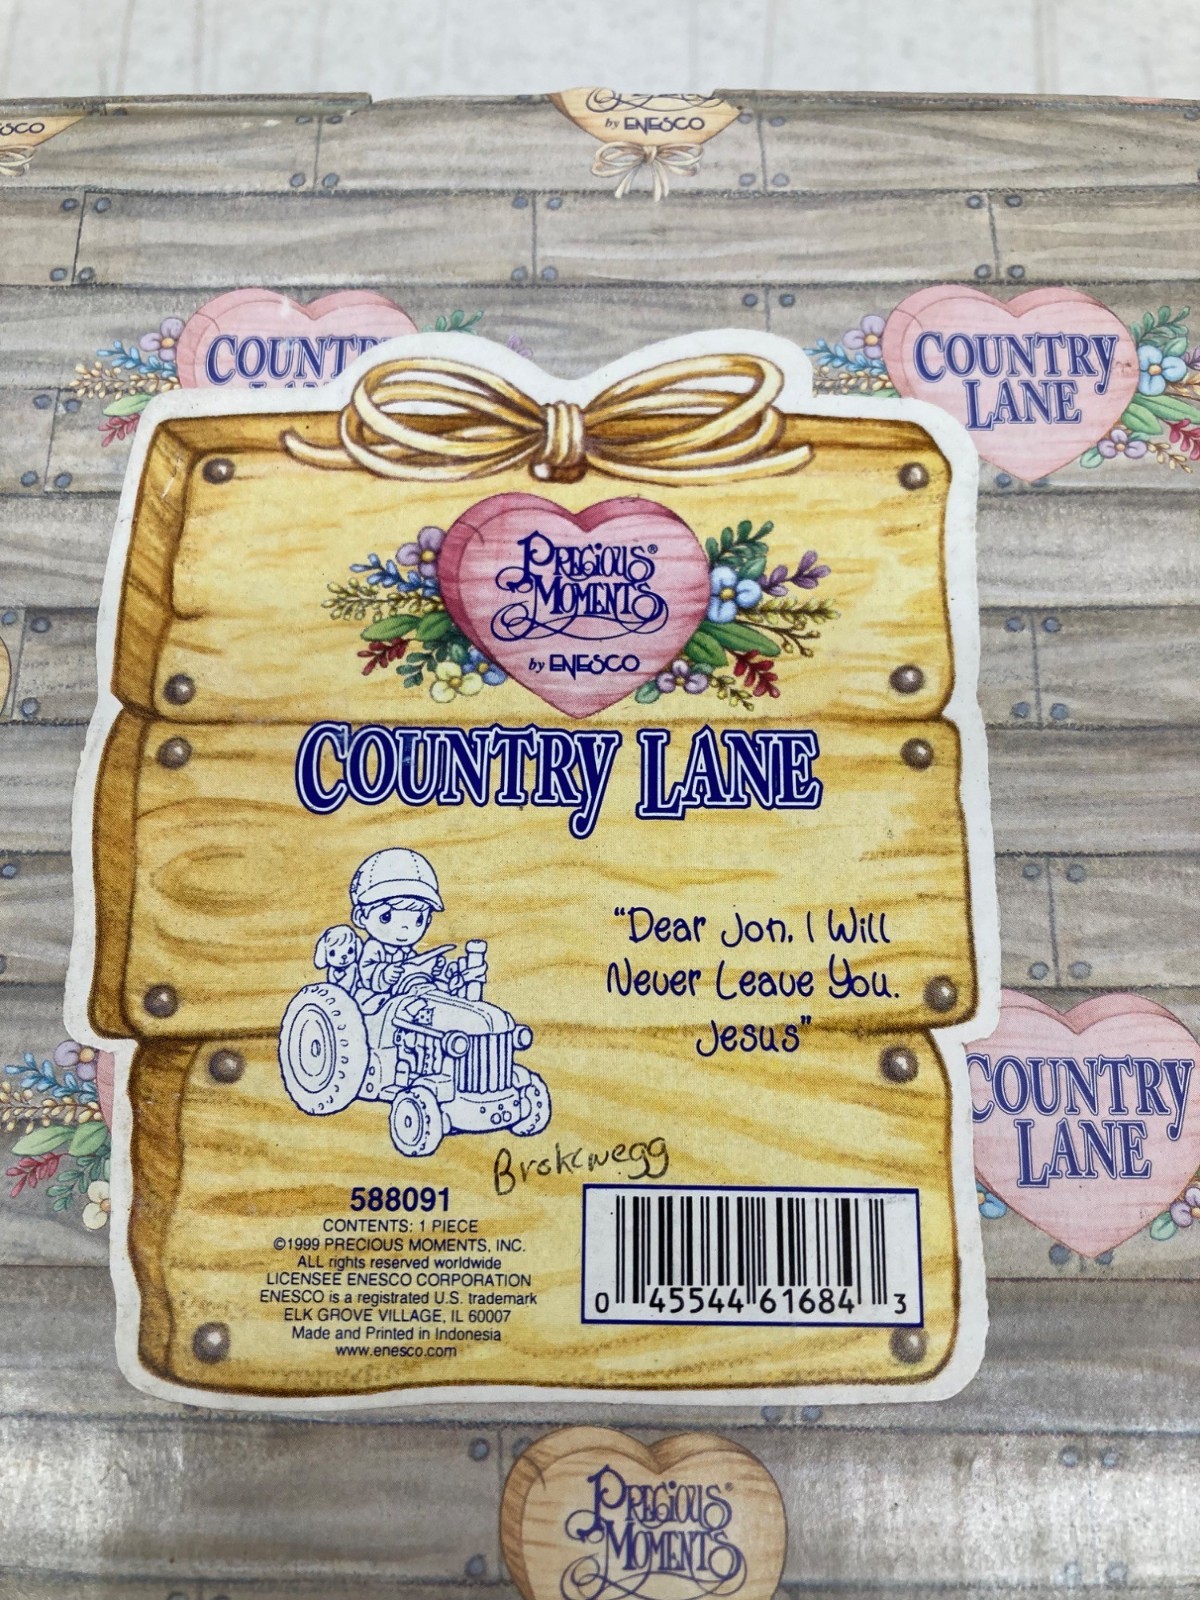 ESCO
by ENESCO
COUNTRY
LANE
PRECIOUS®
MOMENTS
by ENESCO
COUNTRY LANE
"Dear Jon, I Will
Never Leave You.
Jesus"
588091
CONTENTS: 1 PIECE
©1999 PRECIOUS MOMENTS, INC.
ALL rights reserved worldwide
LICENSEE ENESCO CORPORATION
ENESCO is a registrated U.S. trademark
ELK GROVE VILLAGE, IL 60007
Made and Printed in Indonesia
www.enesco.com
0 45544 61684 3
COUNTRY
LANE
PRECIOUS®
MOMENTS